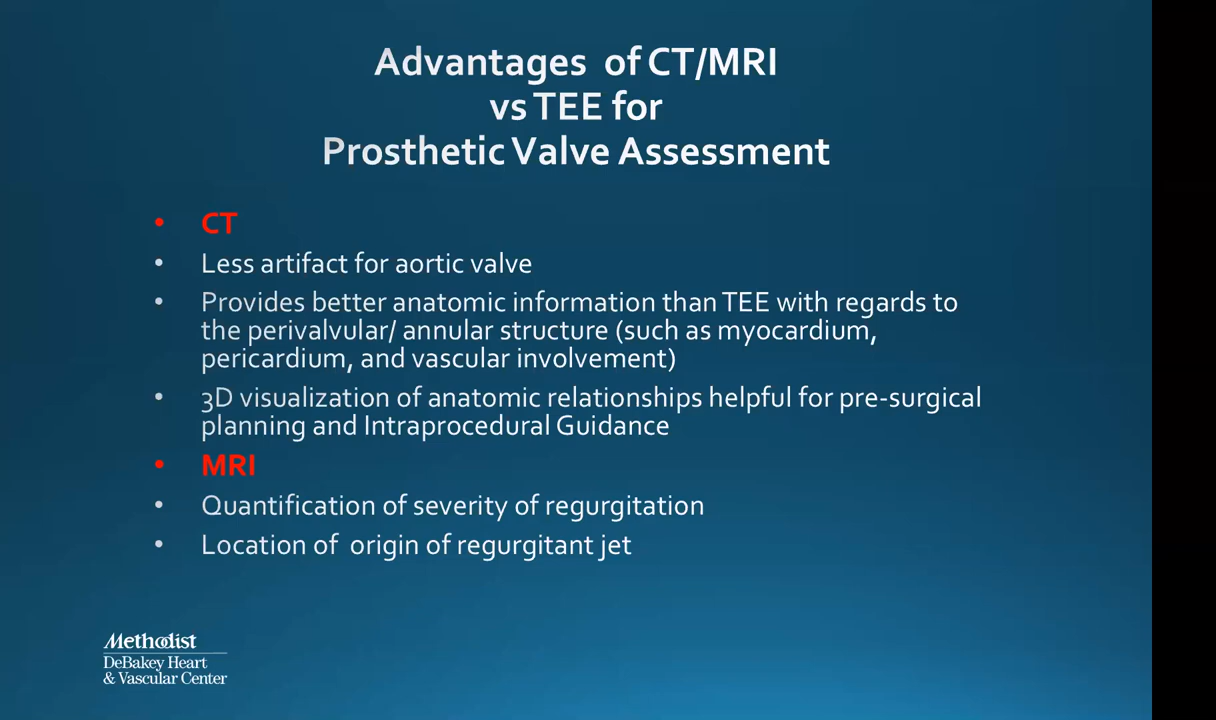 Advantages of CT/MRI
vs TEE for
Prosthetic Valve Assessment
• CT
• Less artifact for aortic valve
• Provides better anatomic information than TEE with regards to
the perivalvular/ annular structure (such as myocardium,
pericardium, and vascular involvement)
• 3D visualization of anatomic relationships helpful for pre-surgical
planning and Intraprocedural Guidance
• MRI
• Quantification of severity of regurgitation
• Location of origin of regurgitant jet
Methodist
DeBakey Heart
& Vascular Center